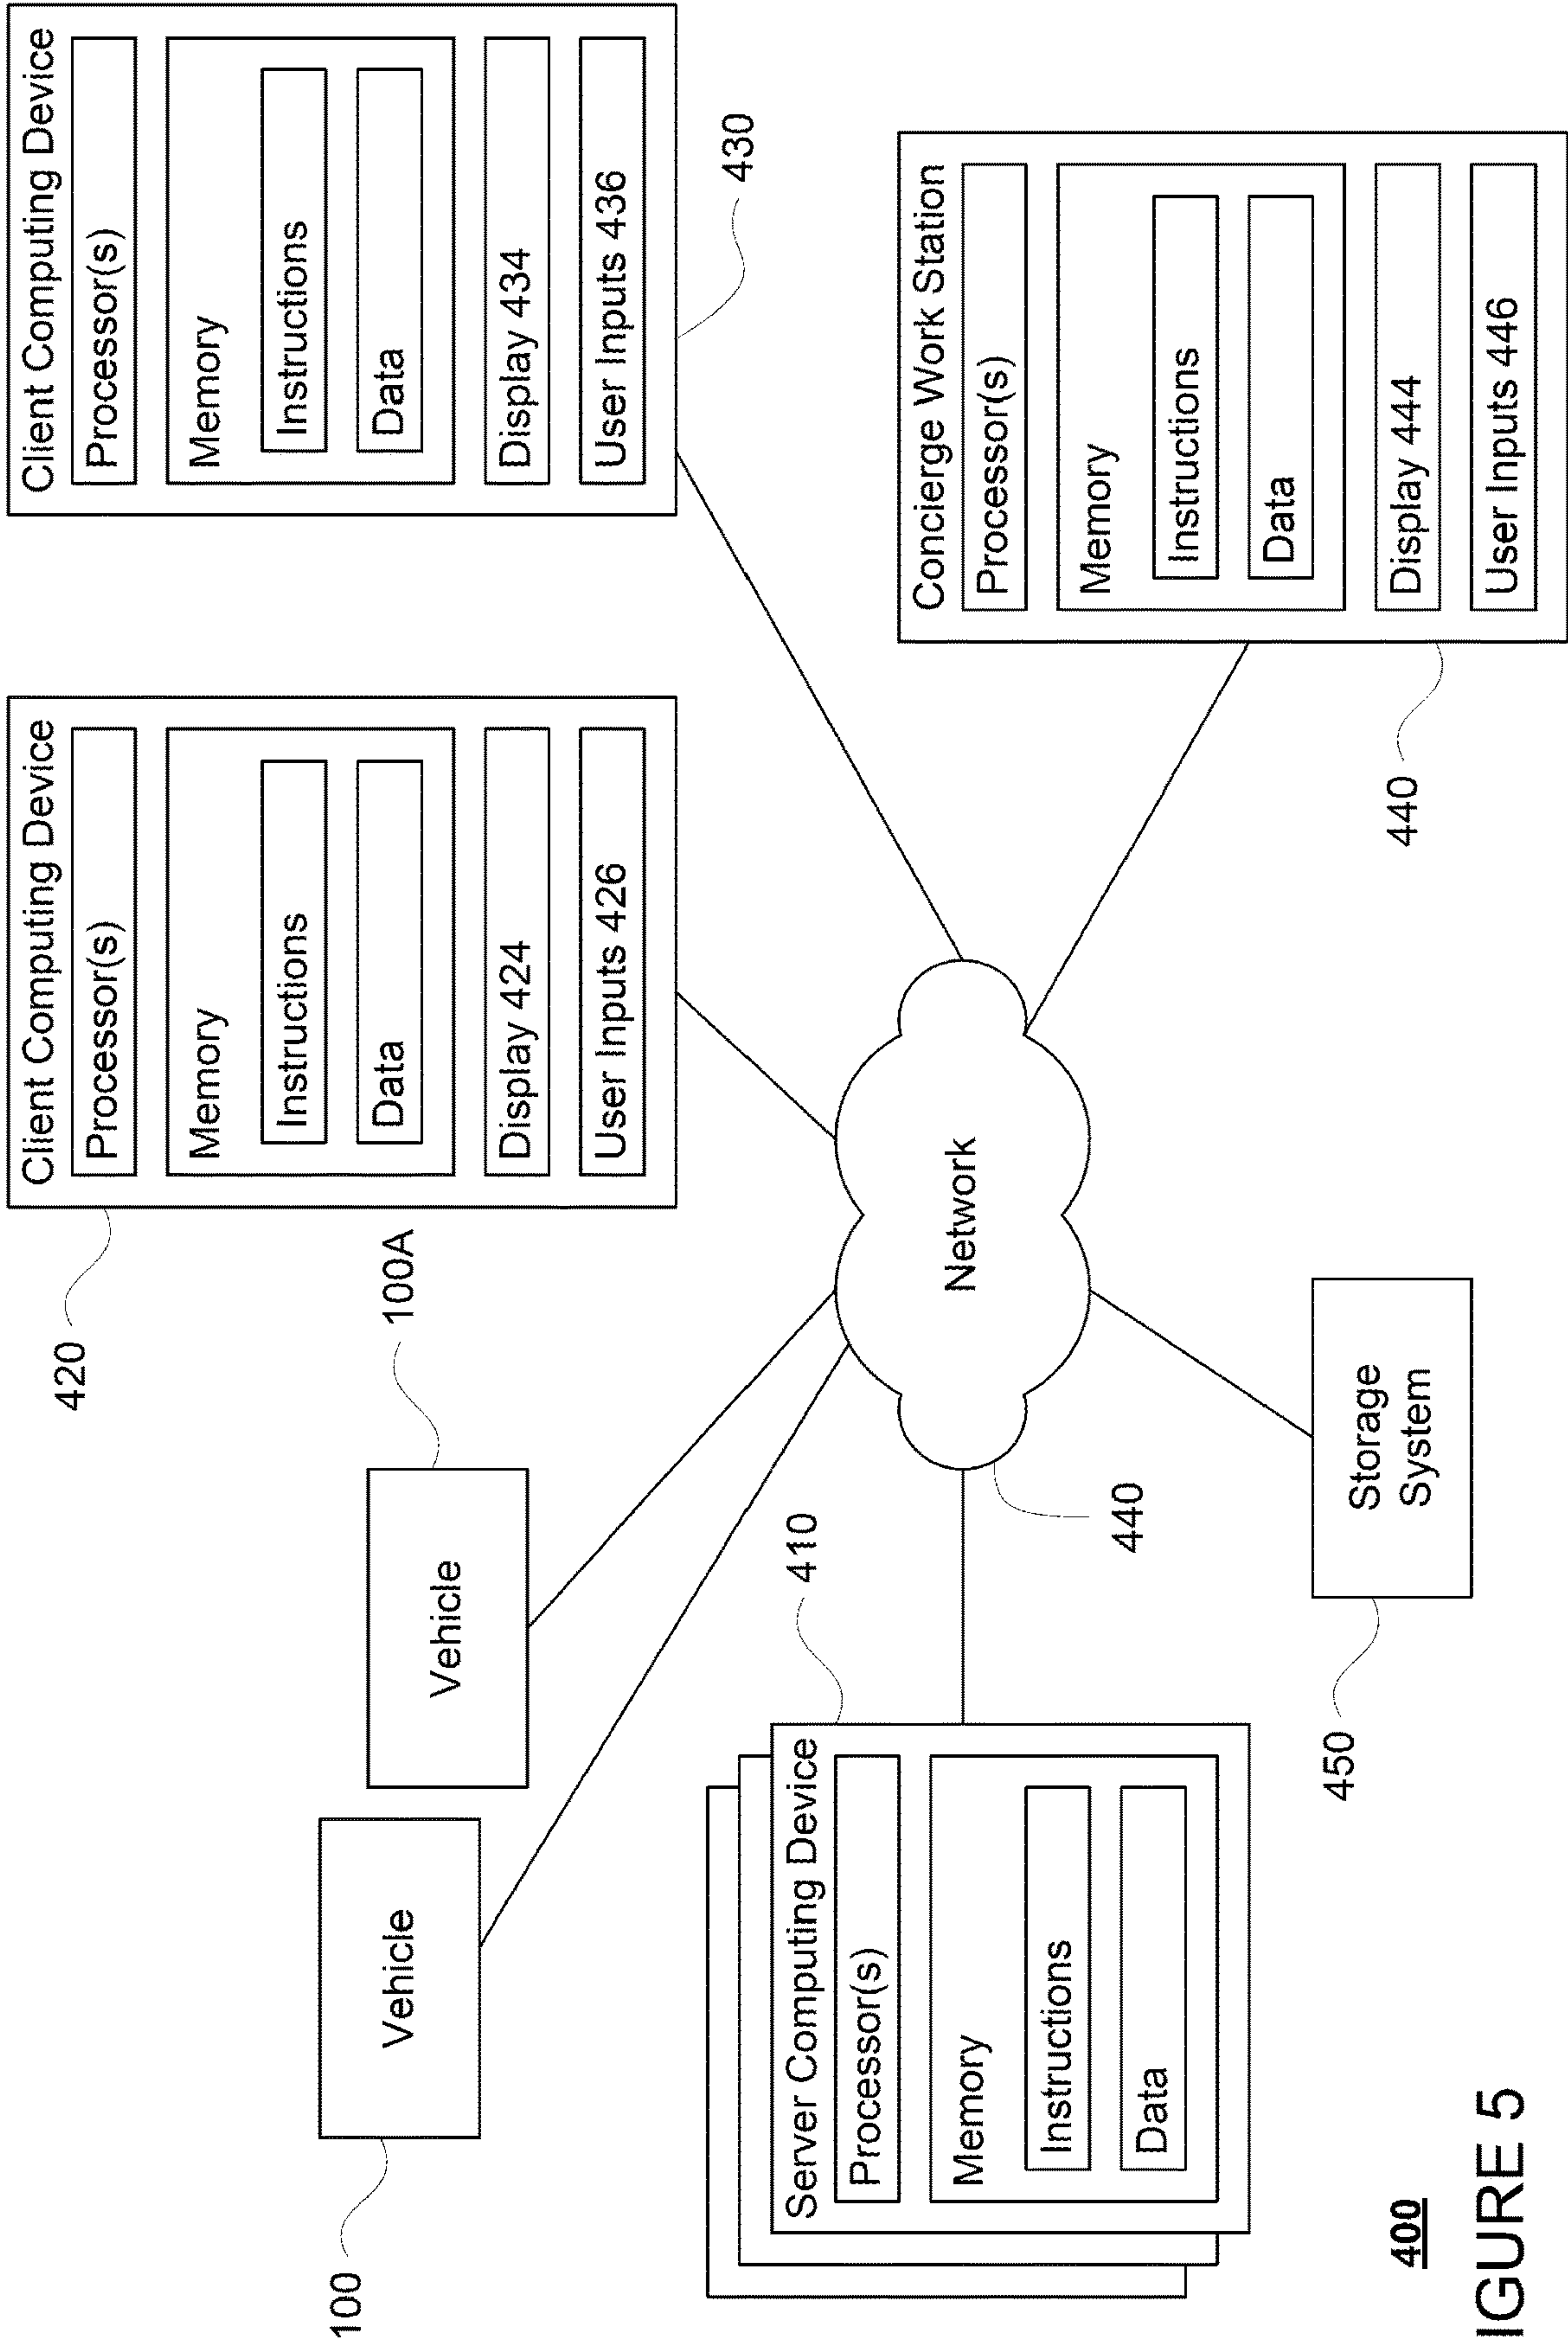 100
Vehicle
Vehicle
100A
420
Client Computing Device
Processor(s)
Memory
Instructions
Data
Display 424
User Inputs 426
Client Computing Device
Processor(s)
Memory
Instructions
Data
Display 434
User Inputs 436
430
Server Computing Device
Processor(s)
Memory
Instructions
Data
410
Network
440
Storage
System
450
Concierge Work Station
Processor(s)
Memory
Instructions
Data
Display 444
User Inputs 446
440
400
IGURE 5